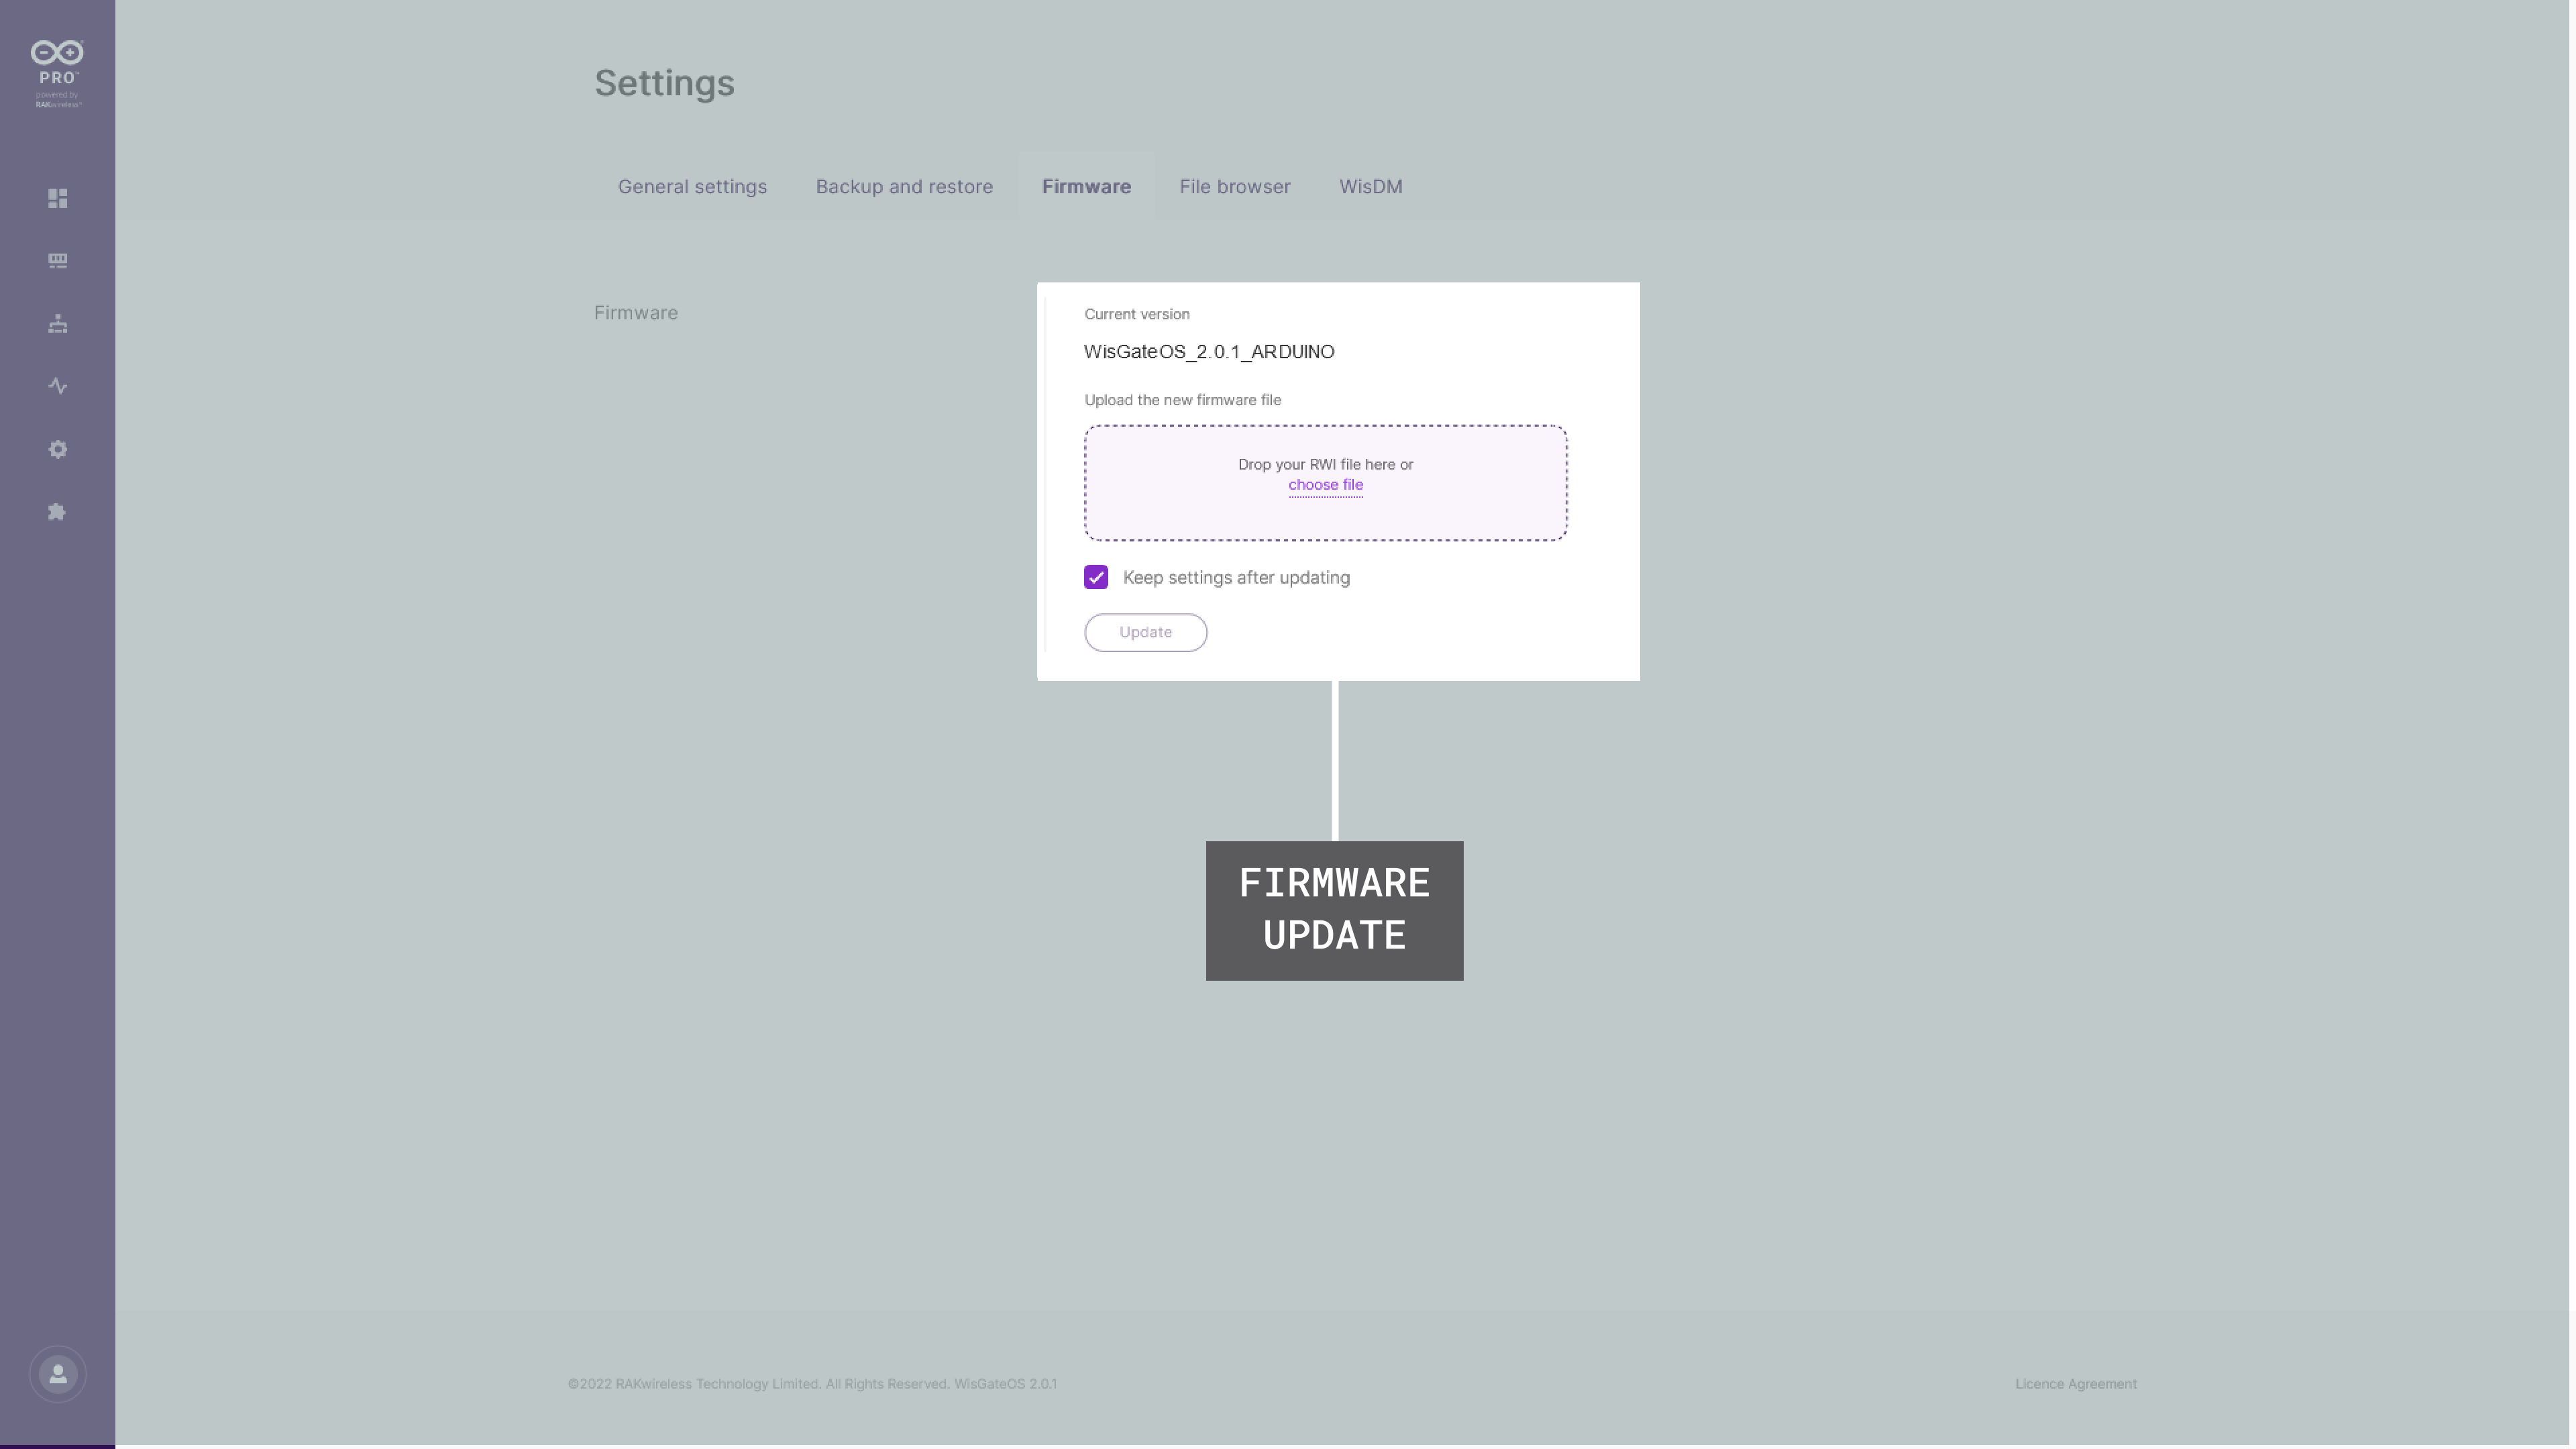 PRO™
powered by
RAKwireless®
Settings
General settings
Backup and restore
Firmware
File browser
WisDM
Firmware
Current version
WisGateOS_2.0.1_ARDUINO
Upload the new firmware file
Drop your RWI file here or
choose file
Keep settings after updating
Update
FIRMWARE
UPDATE
©2022 RAKwireless Technology Limited. All Rights Reserved. WisGateOS 2.0.1
Licence Agreement